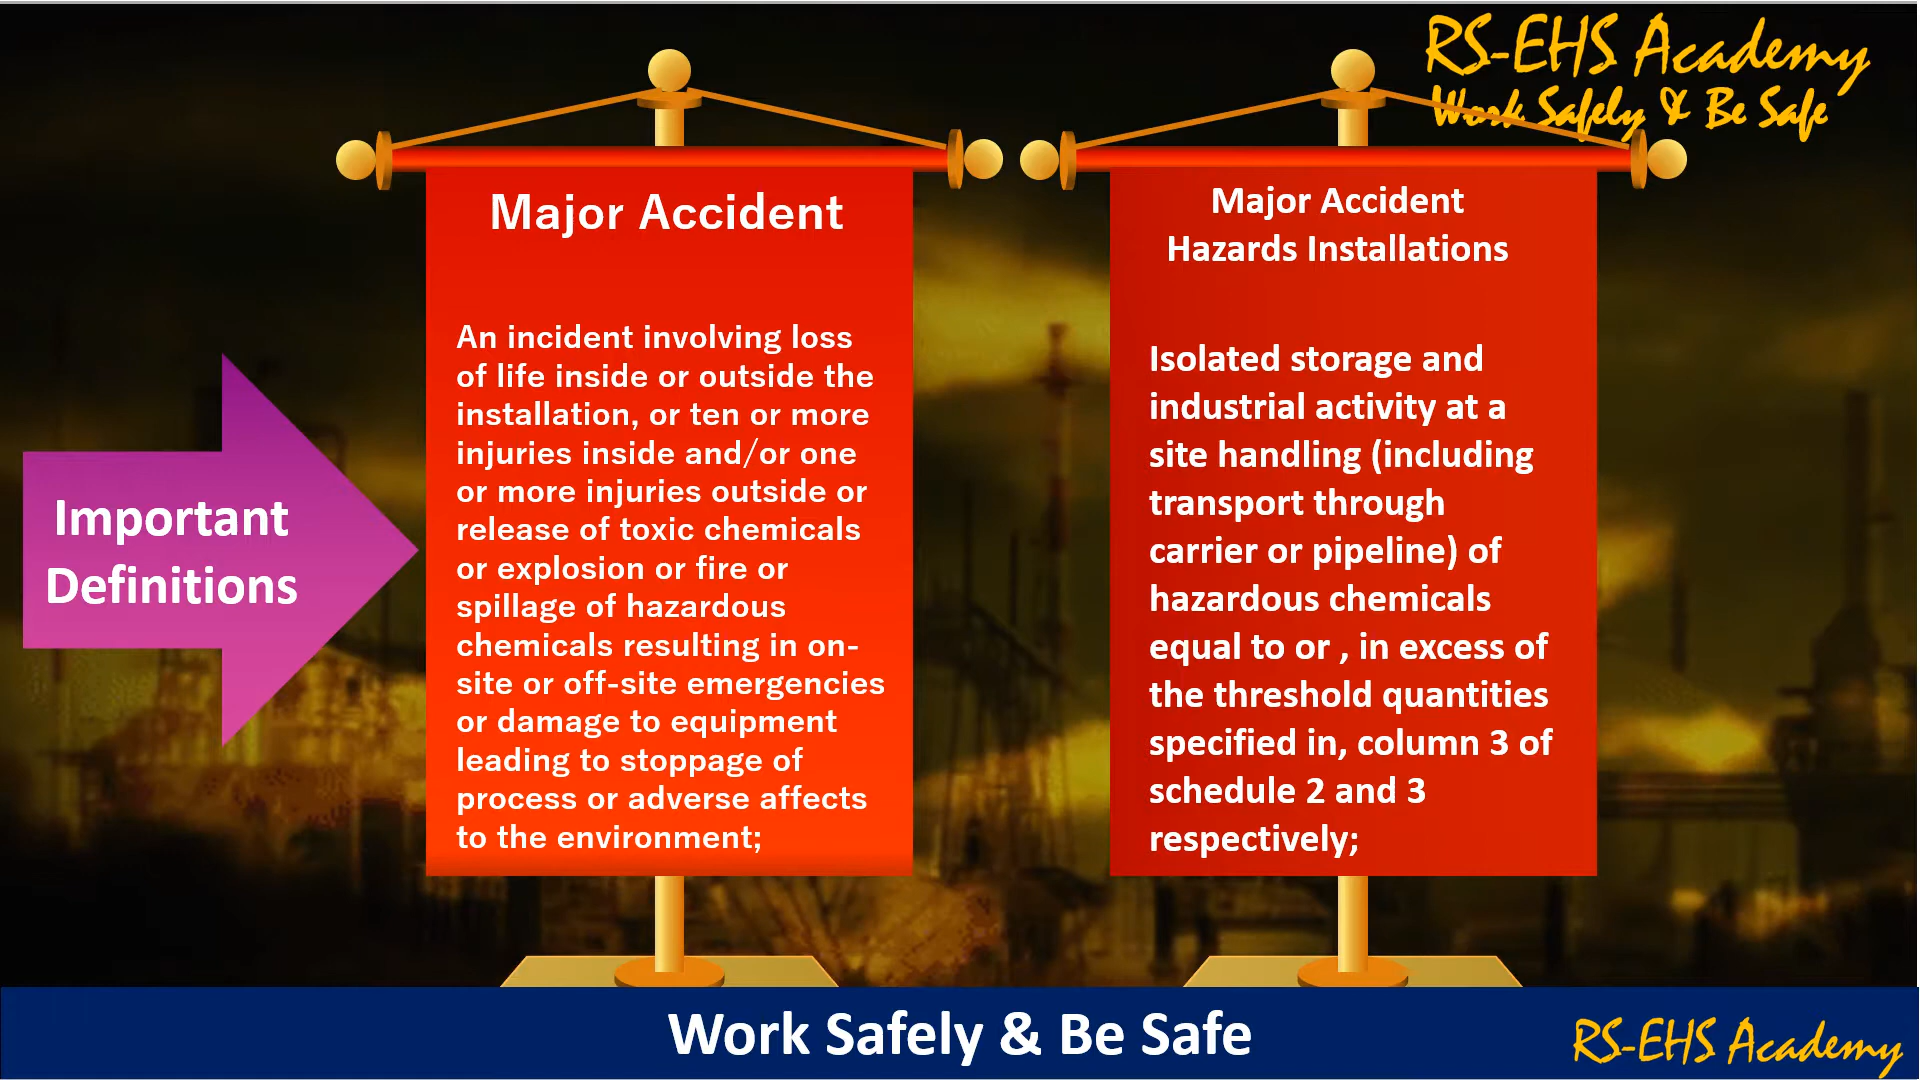 RS-EHS Academy
Work Safely & Be Safe
Important
Definitions
Major Accident
An incident involving loss
of life inside or outside the
installation, or ten or more
injuries inside and/or one
or more injuries outside or
release of toxic chemicals
or explosion or fire or
spillage of hazardous
chemicals resulting in on-
site or off-site emergencies
or damage to equipment
leading to stoppage of
process or adverse affects
to the environment;
Major Accident
Hazards Installations
Isolated storage and
industrial activity at a
site handling (including
transport through
carrier or pipeline) of
hazardous chemicals
equal to or , in excess of
the threshold quantities
specified in, column 3 of
schedule 2 and 3
respectively;
Work Safely & Be Safe
RS-EHS Academy